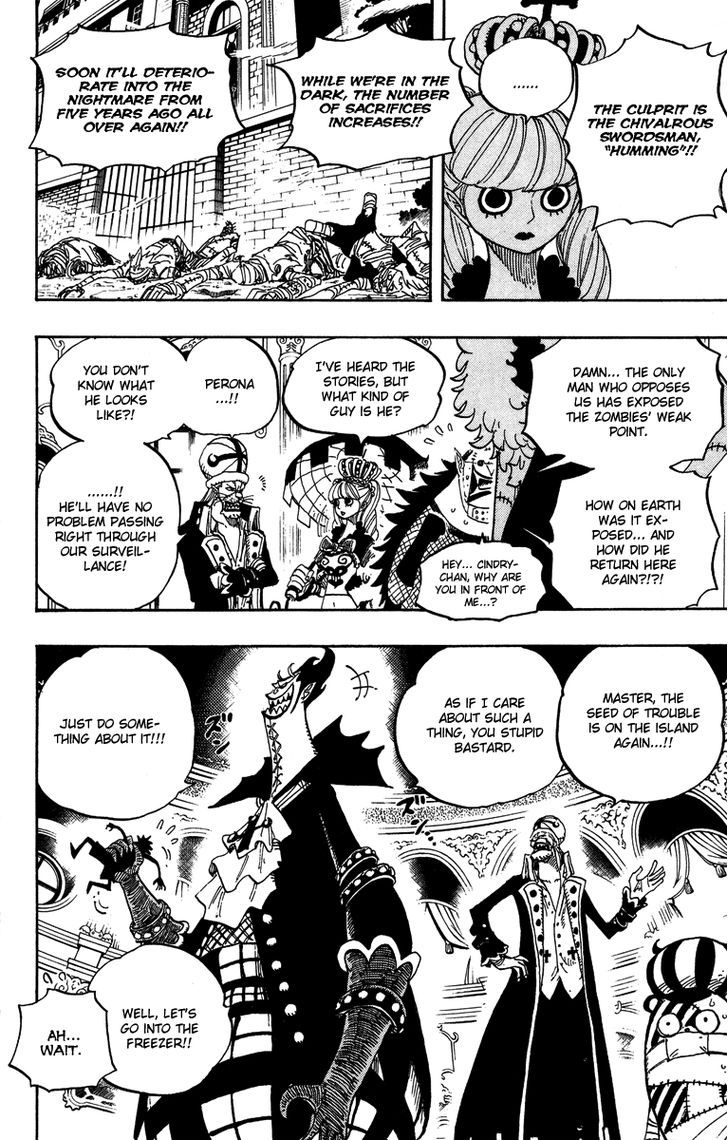 THE CULPRIT IS
THE CHIVALROUS
SWORDSMAN,
"HUMMING"!!
......
WHILE WE'RE IN THE
DARK, THE NUMBER
OF SACRIFICES
INCREASES!!
SOON IT'LL DETERIO-
RATE INTO THE
NIGHTMARE FROM
FIVE YEARS AGO ALL
OVER AGAIN!!
DAMN... THE ONLY
MAN WHO OPPOSES
US HAS EXPOSED
THE ZOMBIES' WEAK
POINT.
HOW ON EARTH
WAS IT EX-
POSED... AND
HOW DID HE
RETURN HERE
AGAIN?!?!
HEY... CINDRY-
CHAN, WHY ARE
YOU IN FRONT OF
ME...?
I'VE HEARD THE
STORIES, BUT
WHAT KIND OF
GUY IS HE?
PERONA
...!!
YOU DON'T
KNOW WHAT
HE LOOKS
LIKE?!
......!!
HE'LL HAVE NO
PROBLEM PASSING
RIGHT THROUGH
OUR SURVEIL-
LANCE!
MASTER, THE
SEED OF TROUBLE
IS ON THE ISLAND
AGAIN...!!
AS IF I CARE
ABOUT SUCH A
THING, YOU STUPID
BASTARD.
ズン
ズン...
JUST DO SOME-
THING ABOUT IT!!!
WELL, LET'S
GO INTO THE
FREEZER!!
AH...
WAIT.